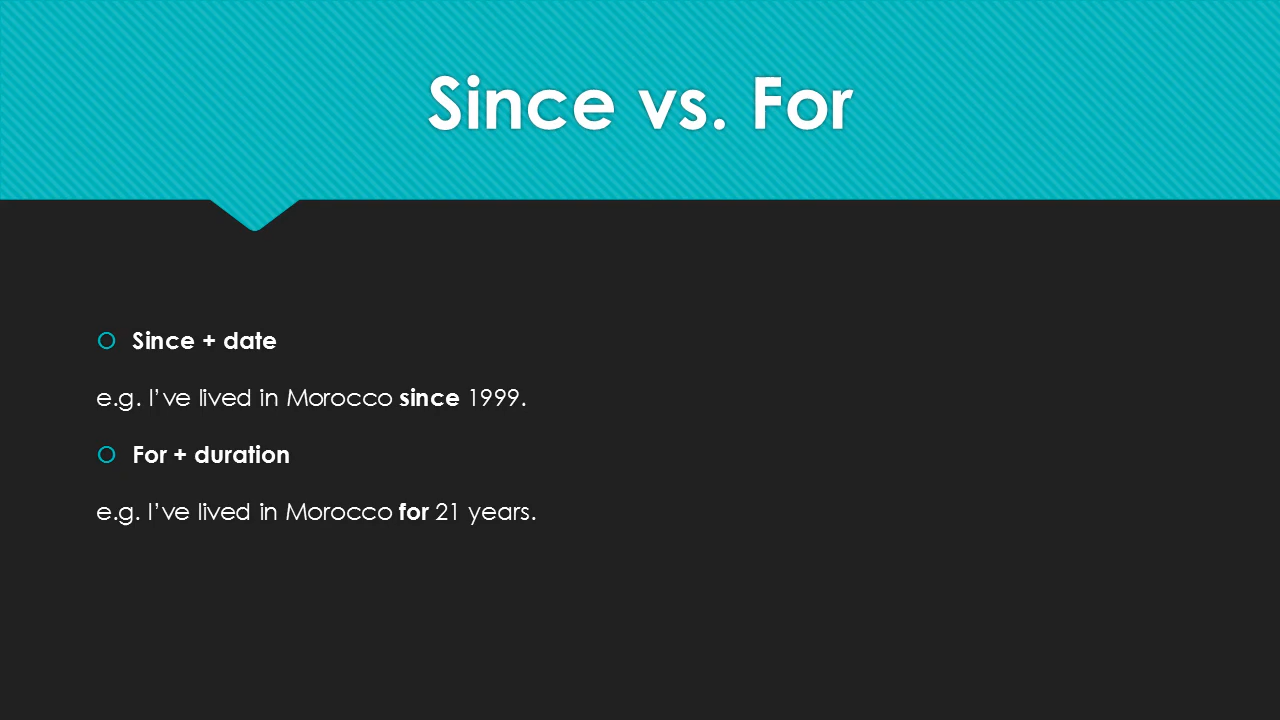 Since vs. For
Since + date
e.g. I’ve lived in Morocco since 1999.
For + duration
e.g. I’ve lived in Morocco for 21 years.